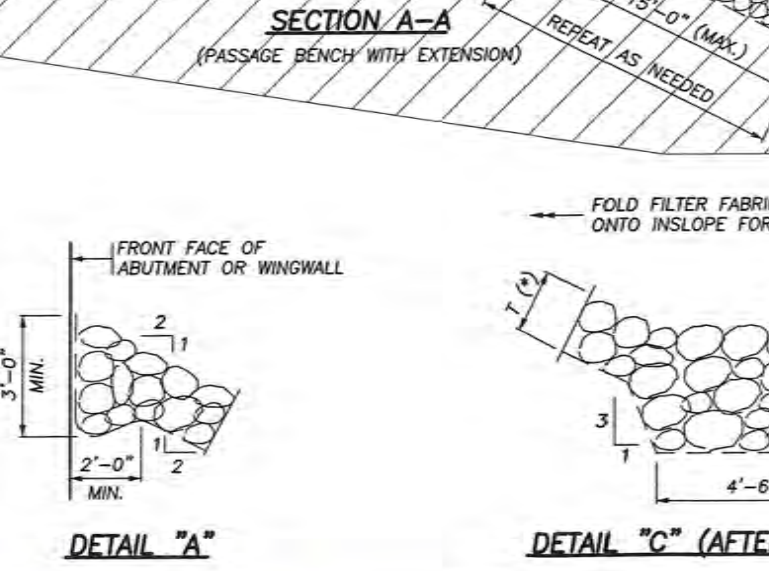 SECTION A-A
(PASSAGE BENCH WITH EXTENSION)
15'-0" (MAX.)
REPEAT AS NEEDED
FRONT FACE OF
ABUTMENT OR WINGWALL
2
1
3'-0"
MIN.
1
2
2'-0"
MIN.
DETAIL "A"
FOLD FILTER FABRI
ONTO INSLOPE FOR
T (*)
3
1
4'-6
DETAIL "C" (AFTE